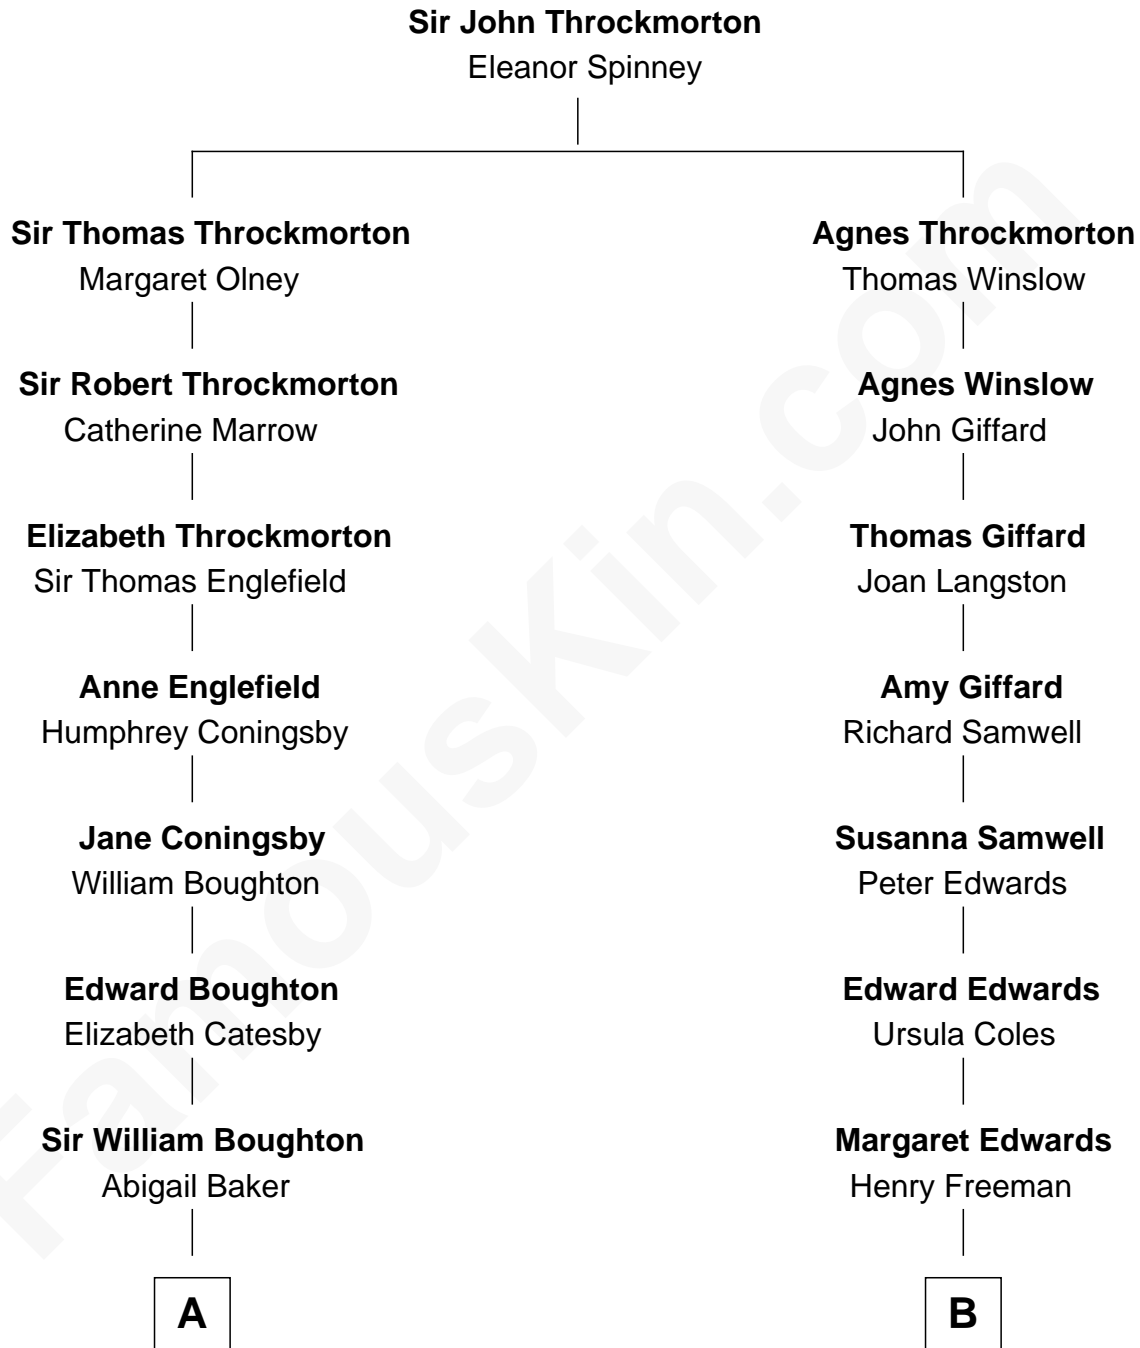 Sir John Throckmorton
Eleanor Spinney
Sir Thomas Throckmorton
Margaret Olney
Agnes Throckmorton
Thomas Winslow
Sir Robert Throckmorton
Catherine Marrow
Agnes Winslow
John Giffard
Elizabeth Throckmorton
Sir Thomas Englefield
Thomas Giffard
Joan Langston
Anne Englefield
Humphrey Coningsby
Amy Giffard
Richard Samwell
Jane Coningsby
William Boughton
Susanna Samwell
Peter Edwards
Edward Boughton
Elizabeth Catesby
Edward Edwards
Ursula Coles
Sir William Boughton
Abigail Baker
Margaret Edwards
Henry Freeman
A
B
FamousKin.com